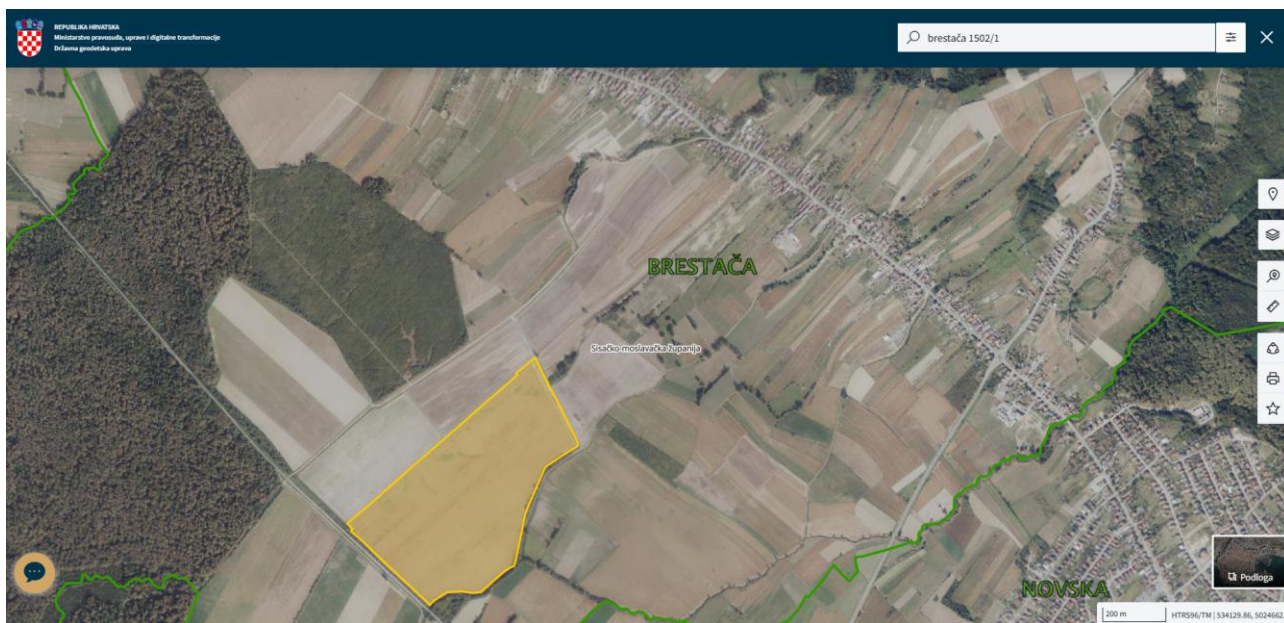 REPUBLIKA HRVATSKA
Ministarstvo pravosuđa, uprave i digitalne transformacije
Državna geodetska uprava
brestača 1502/1
BRESTAČA
Sisačko-moslavačka županija
NOVSKA
Podloga
200 m
HTRS96/TM | 534129.86, 5024662.